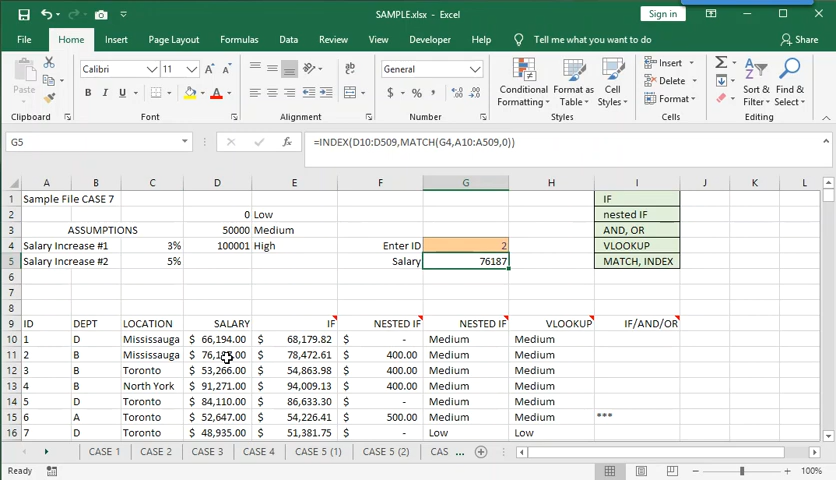 SAMPLE.xlsx - Excel
Sign in
File Home Insert Page Layout Formulas Data Review View Developer Help Tell me what you want to do Share
Paste
Calibri 11
B I U
General
$ % ,
Conditional Formatting
Format as Table
Cell Styles
Insert
Delete
Format
Sort & Filter
Find & Select
Clipboard Font Alignment Number Styles Cells Editing
G5 fx =INDEX(D10:D509,MATCH(G4,A10:A509,0))
A B C D E F G H I J K L
1 Sample File CASE 7 IF
2 0 Low nested IF
3 ASSUMPTIONS 50000 Medium AND, OR
4 Salary Increase #1 3% 100001 High Enter ID 2 VLOOKUP
5 Salary Increase #2 5% Salary 76187 MATCH, INDEX
6
7
8
9 ID DEPT LOCATION SALARY IF NESTED IF NESTED IF VLOOKUP IF/AND/OR
10 1 D Mississauga $ 66,194.00 $ 68,179.82 $ - Medium Medium
11 2 B Mississauga $ $ 78,472.61 $ 400.00 Medium Medium
12 3 B Toronto $ 53,266.00 $ 54,863.98 $ 400.00 Medium Medium
13 4 B North York $ 91,271.00 $ 94,009.13 $ 400.00 Medium Medium
14 5 D Toronto $ 84,110.00 $ 86,633.30 $ - Medium Medium
15 6 A Toronto $ 52,647.00 $ 54,226.41 $ 500.00 Medium Medium ***
16 7 D Toronto $ 48,935.00 $ 51,381.75 $ - Low Low
CASE 1 CASE 2 CASE 3 CASE 4 CASE 5 (1) CASE 5 (2) CAS ...
Ready 100%